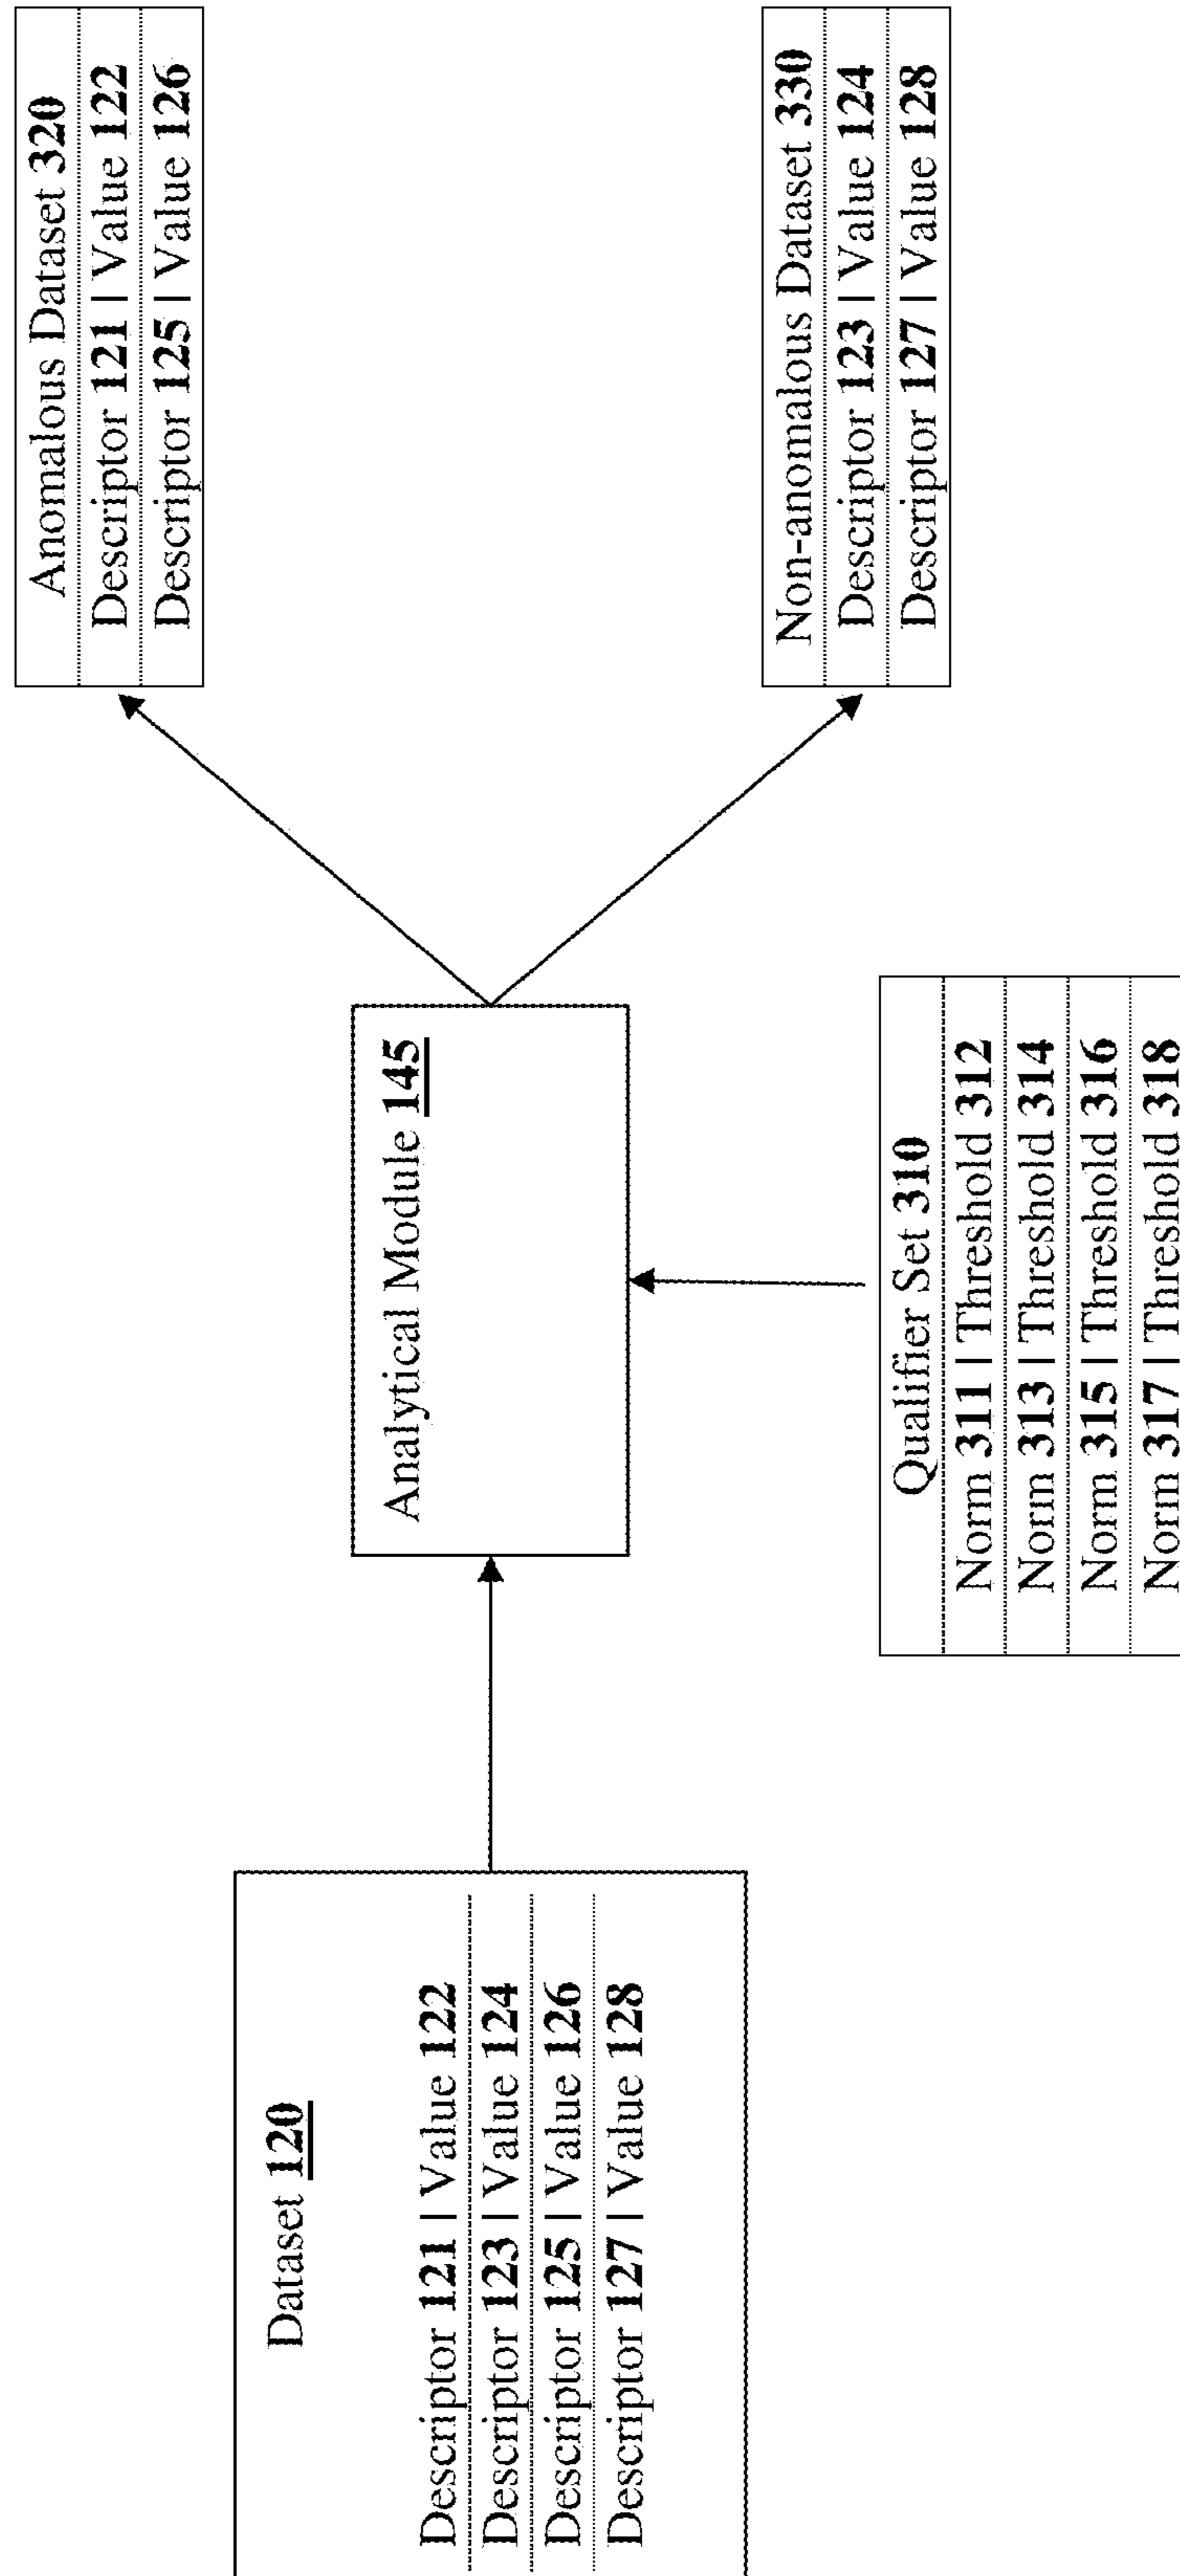 Dataset 120
Descriptor 121 | Value 122
Descriptor 123 | Value 124
Descriptor 125 | Value 126
Descriptor 127 | Value 128
Analytical Module 145
Qualifier Set 310
Norm 311 | Threshold 312
Norm 313 | Threshold 314
Norm 315 | Threshold 316
Norm 317 | Threshold 318
Anomalous Dataset 320
Descriptor 121 | Value 122
Descriptor 125 | Value 126
Non-anomalous Dataset 330
Descriptor 123 | Value 124
Descriptor 127 | Value 128